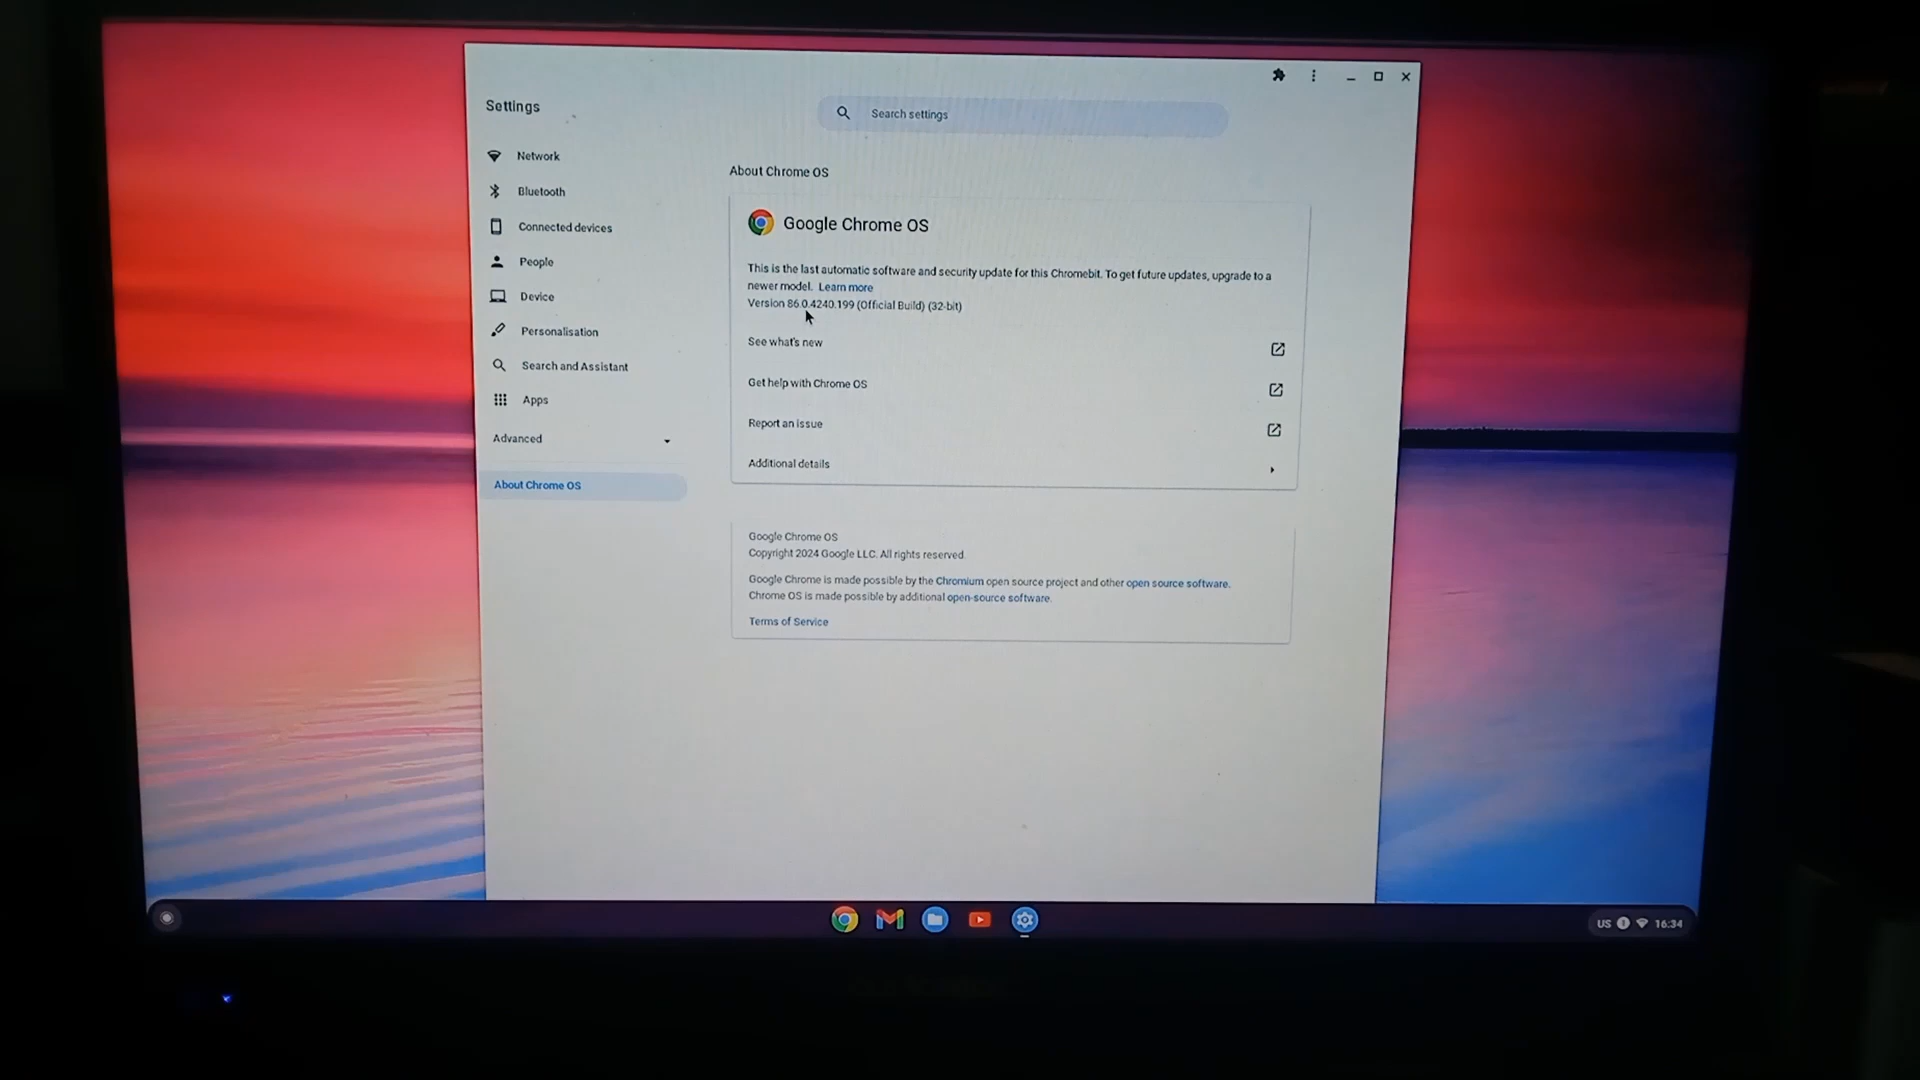 Settings
Search settings
Network
Bluetooth
Connected devices
People
Device
Personalisation
Search and Assistant
Apps
Advanced
About Chrome OS
About Chrome OS
Google Chrome OS
This is the last automatic software and security update for this Chromebit. To get future updates, upgrade to a
newer model. Learn more
Version 86.0.4240.199 (Official Build) (32-bit)
See what's new
Get help with Chrome OS
Report an issue
Additional details
Google Chrome OS
Copyright 2024 Google LLC. All rights reserved.
Google Chrome is made possible by the Chromium open source project and other open source software.
Chrome OS is made possible by additional open-source software.
Terms of Service
US 16:34